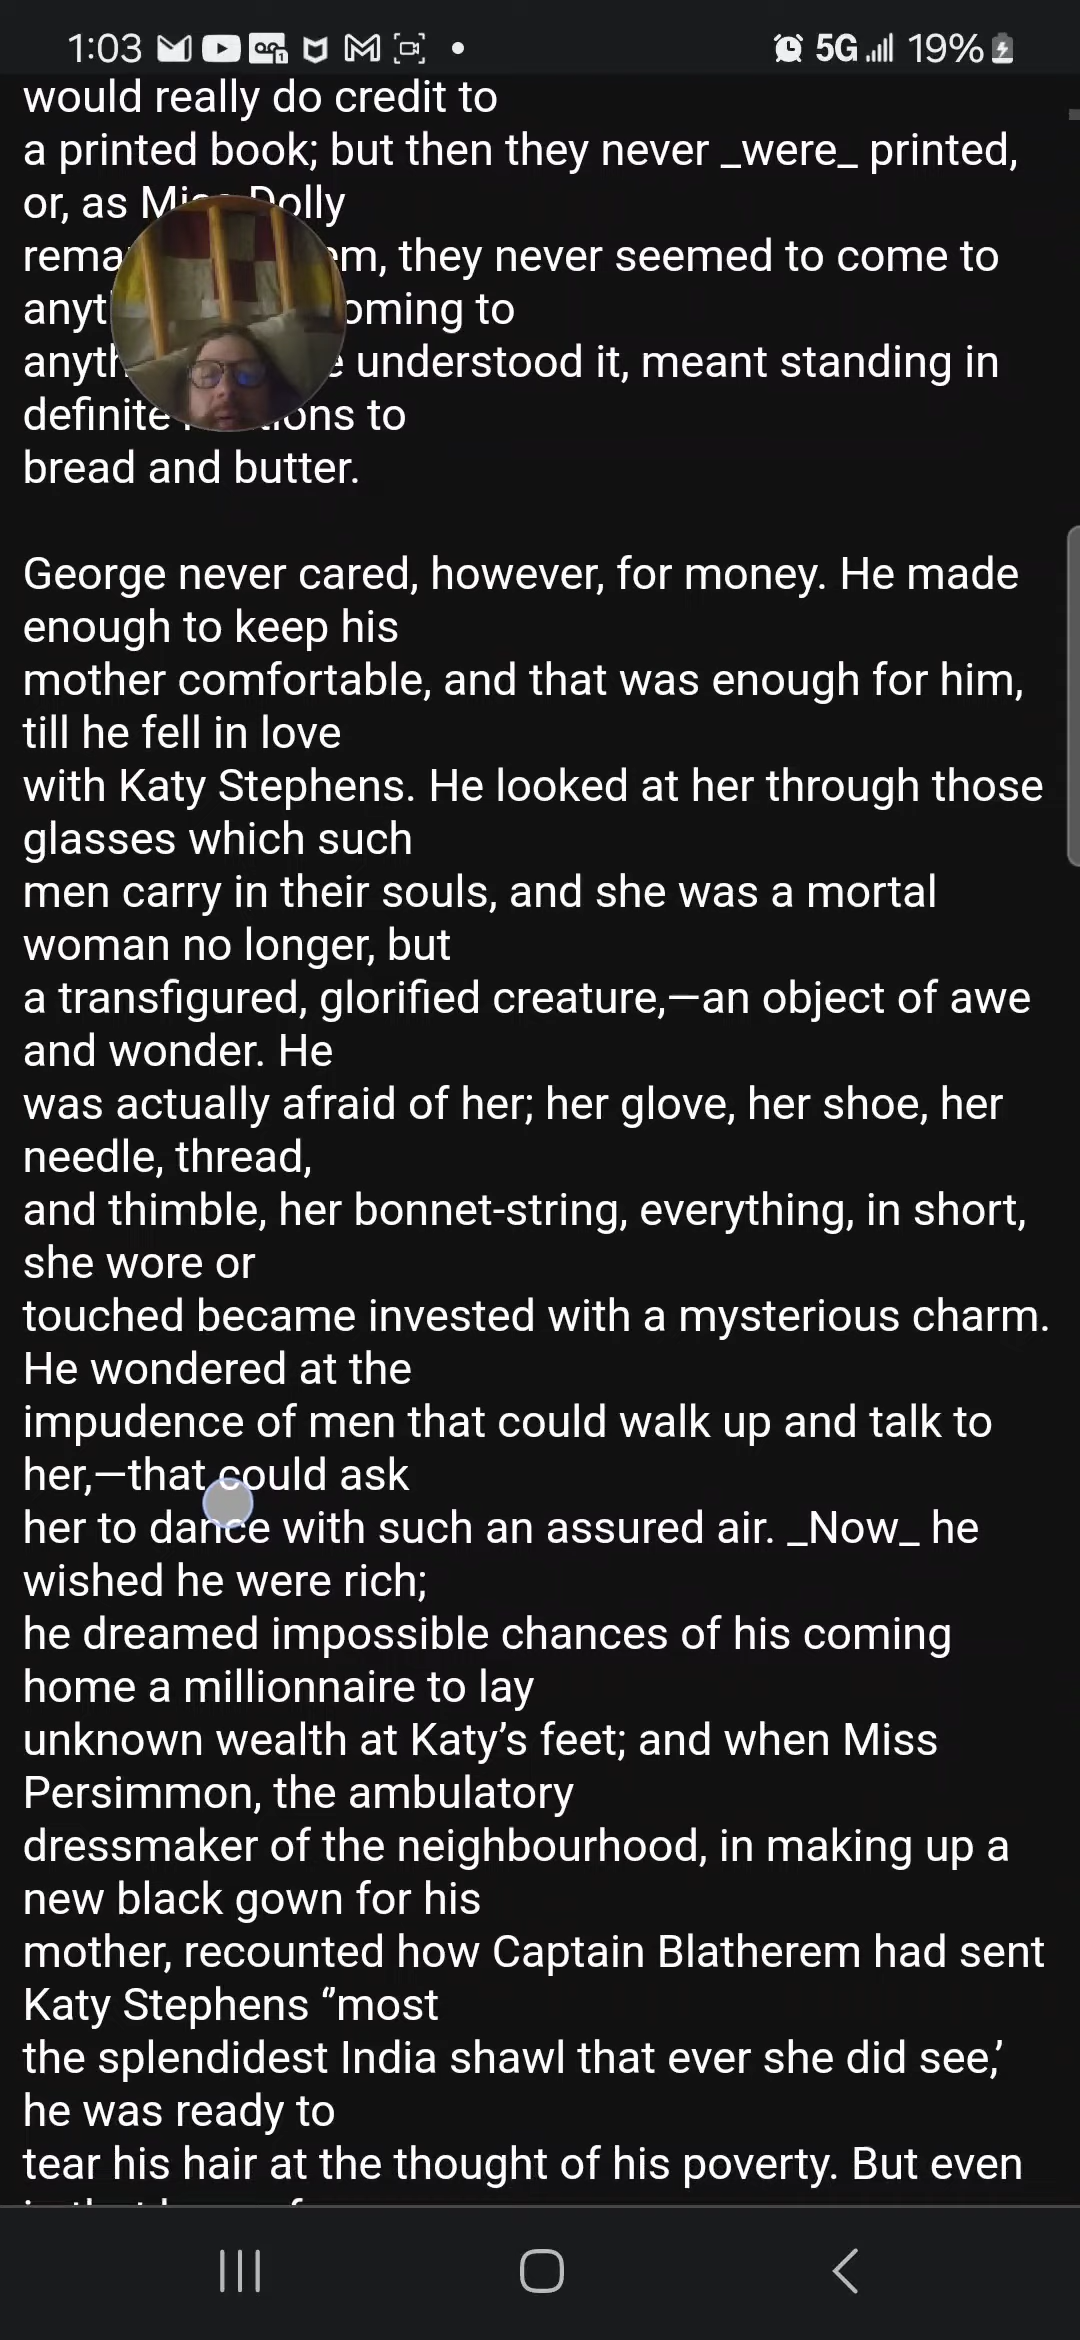 1:03 5G 19%
would really do credit to
a printed book; but then they never _were_ printed,
or, as Miss Dolly
rema em, they never seemed to come to
anyt oming to
anyth understood it, meant standing in
definite ons to
bread and butter.
George never cared, however, for money. He made
enough to keep his
mother comfortable, and that was enough for him,
till he fell in love
with Katy Stephens. He looked at her through those
glasses which such
men carry in their souls, and she was a mortal
woman no longer, but
a transfigured, glorified creature,—an object of awe
and wonder. He
was actually afraid of her; her glove, her shoe, her
needle, thread,
and thimble, her bonnet-string, everything, in short,
she wore or
touched became invested with a mysterious charm.
He wondered at the
impudence of men that could walk up and talk to
her,—that could ask
her to dance with such an assured air. _Now_ he
wished he were rich;
he dreamed impossible chances of his coming
home a millionnaire to lay
unknown wealth at Katy’s feet; and when Miss
Persimmon, the ambulatory
dressmaker of the neighbourhood, in making up a
new black gown for his
mother, recounted how Captain Blatherem had sent
Katy Stephens “’most
the splendidest India shawl that ever she did see,’
he was ready to
tear his hair at the thought of his poverty. But even